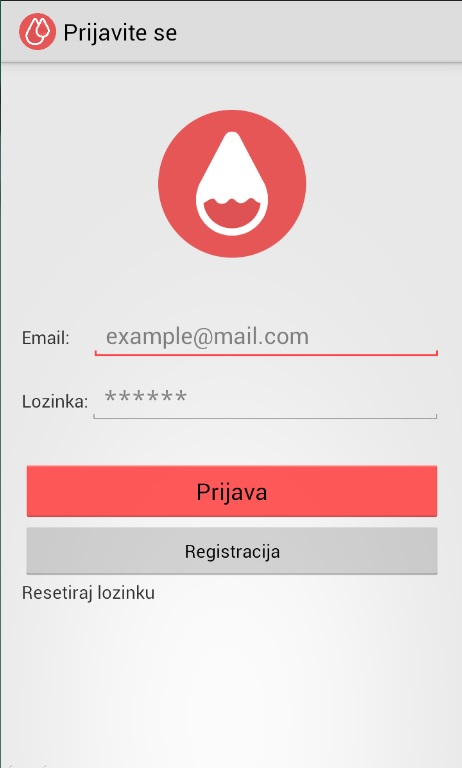 Prijavite se
Email: example@mail.com
Lozinka: ******
Prijava
Registracija
Resetiraj lozinku